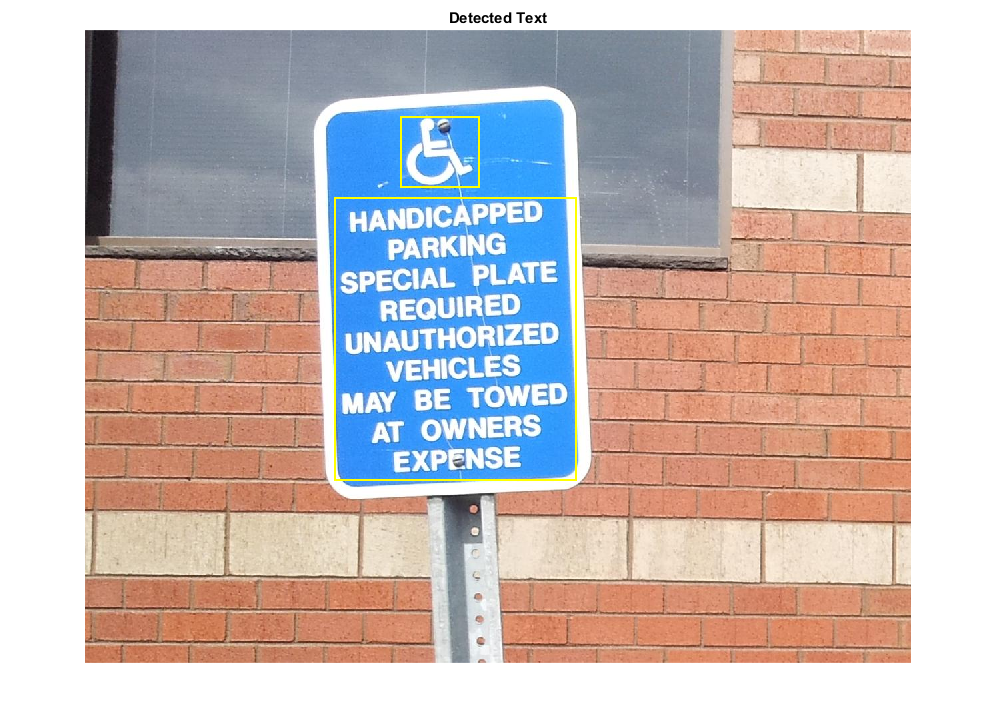 Detected Text
HANDICAPPED
PARKING
SPECIAL PLATE
REQUIRED
UNAUTHORIZED
VEHICLES
MAY BE TOWED
AT OWNERS
EXPENSE